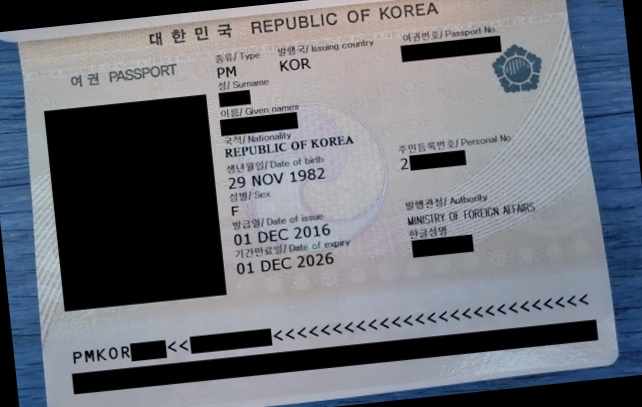 대한민국 REPUBLIC OF KOREA
여권 PASSPORT
종류/Type 발행국/Issuing country 여권번호/Passport No.
PM KOR
성/Surname
이름/Given names
국적/Nationality
REPUBLIC OF KOREA
생년월일/Date of birth 주민등록번호/Personal No.
29 NOV 1982 2
성별/Sex
F
발급일/Date of issue 발행관청/Authority
01 DEC 2016 MINISTRY OF FOREIGN AFFAIRS
기간만료일/Date of expiry 한글성명
01 DEC 2026
PMKOR<<<<<<<<<<<<<<<<<<<<<<<<<<<<